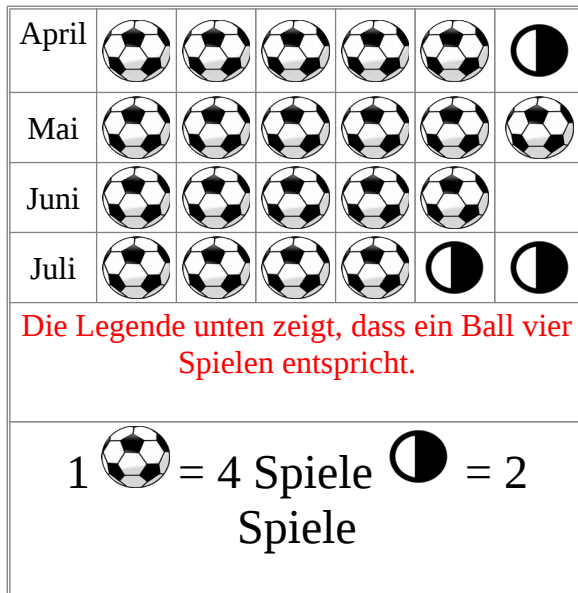 April
Mai
Juni
Juli
Die Legende unten zeigt, dass ein Ball vier
Spielen entspricht.
1 = 4 Spiele = 2
Spiele